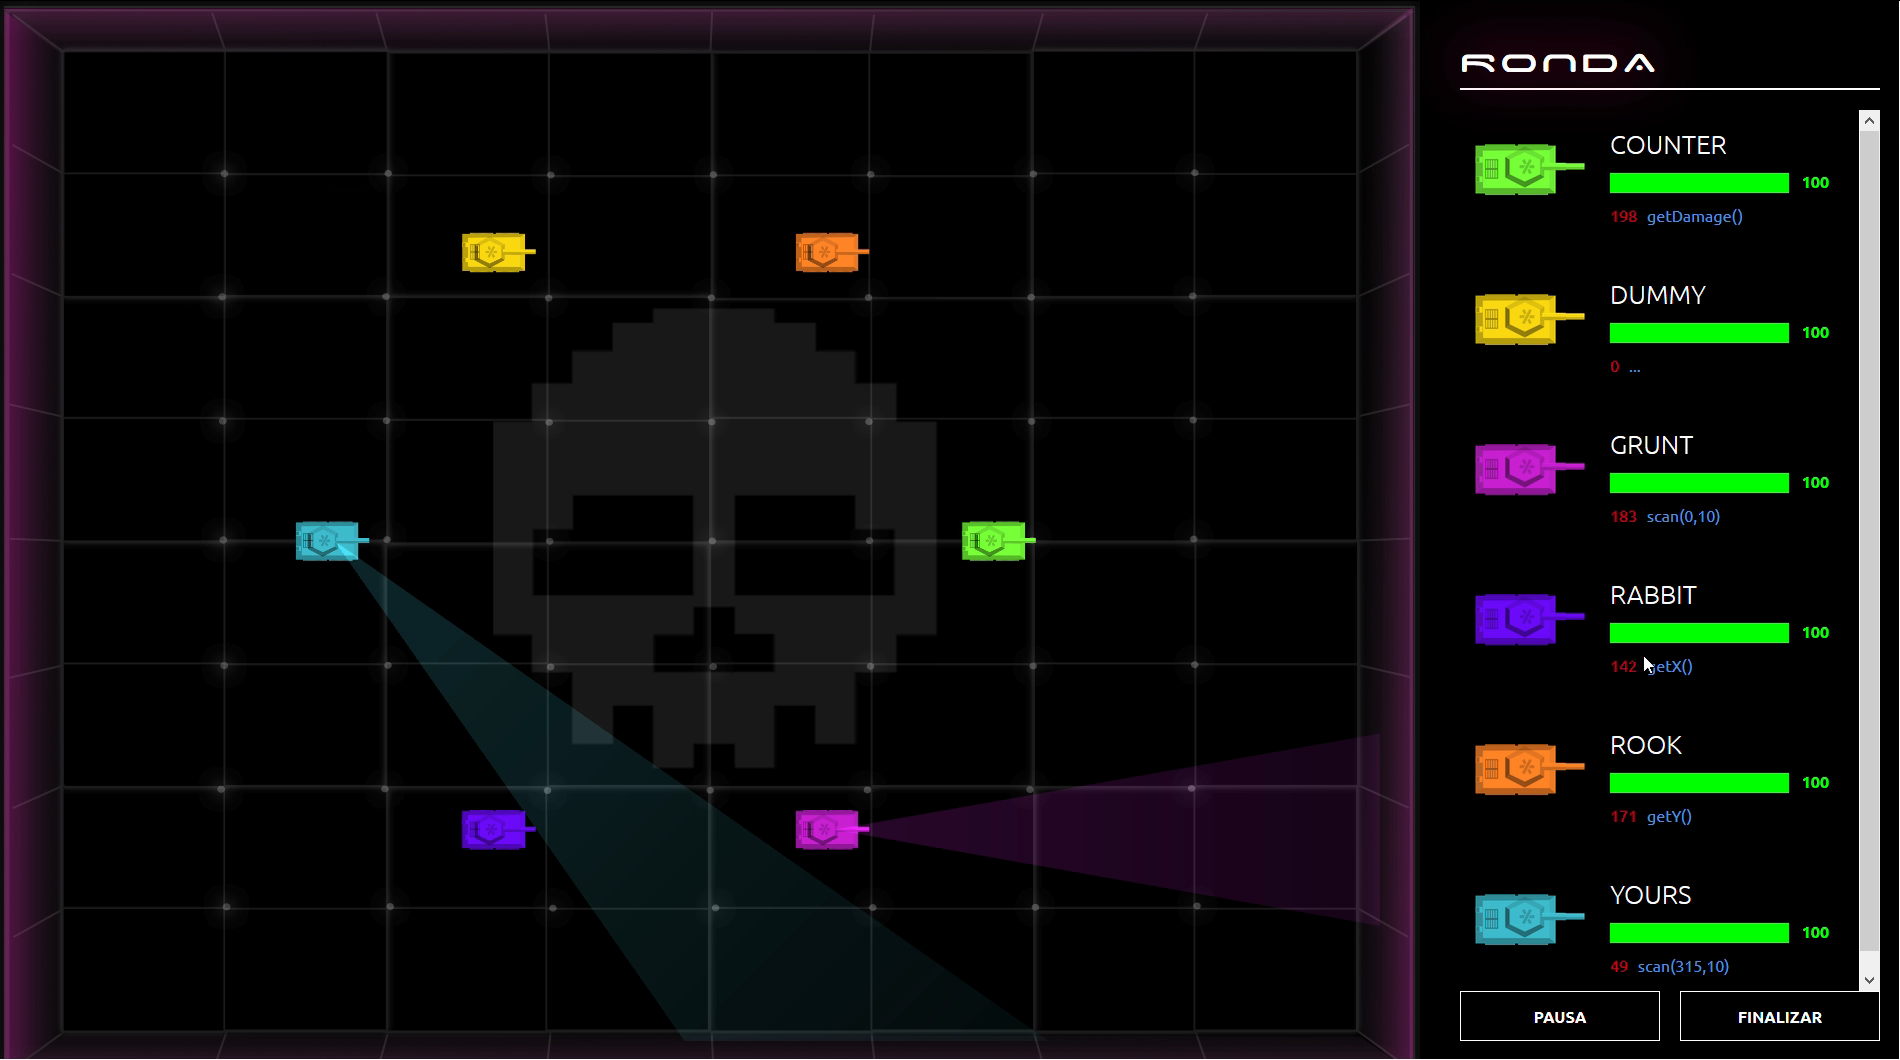 RONDA
COUNTER
100
198 getDamage()
DUMMY
100
0 ...
GRUNT
100
183 scan(0,10)
RABBIT
100
142 getX()
ROOK
100
171 getY()
YOURS
100
49 scan(315,10)
PAUSA
FINALIZAR